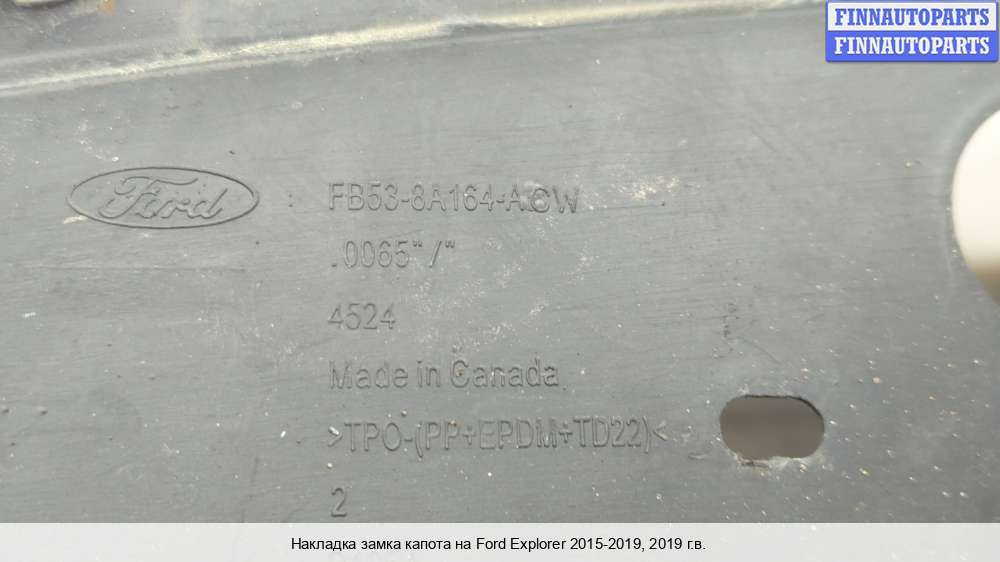 FINNAUTOPARTS
FINNAUTOPARTS
Ford : FB53-8A164-ACW
.0065"/"
4524
Made in Canada
>TPO-(PP+EPDM+TD22)<
2
Накладка замка капота на Ford Explorer 2015-2019, 2019 г.в.